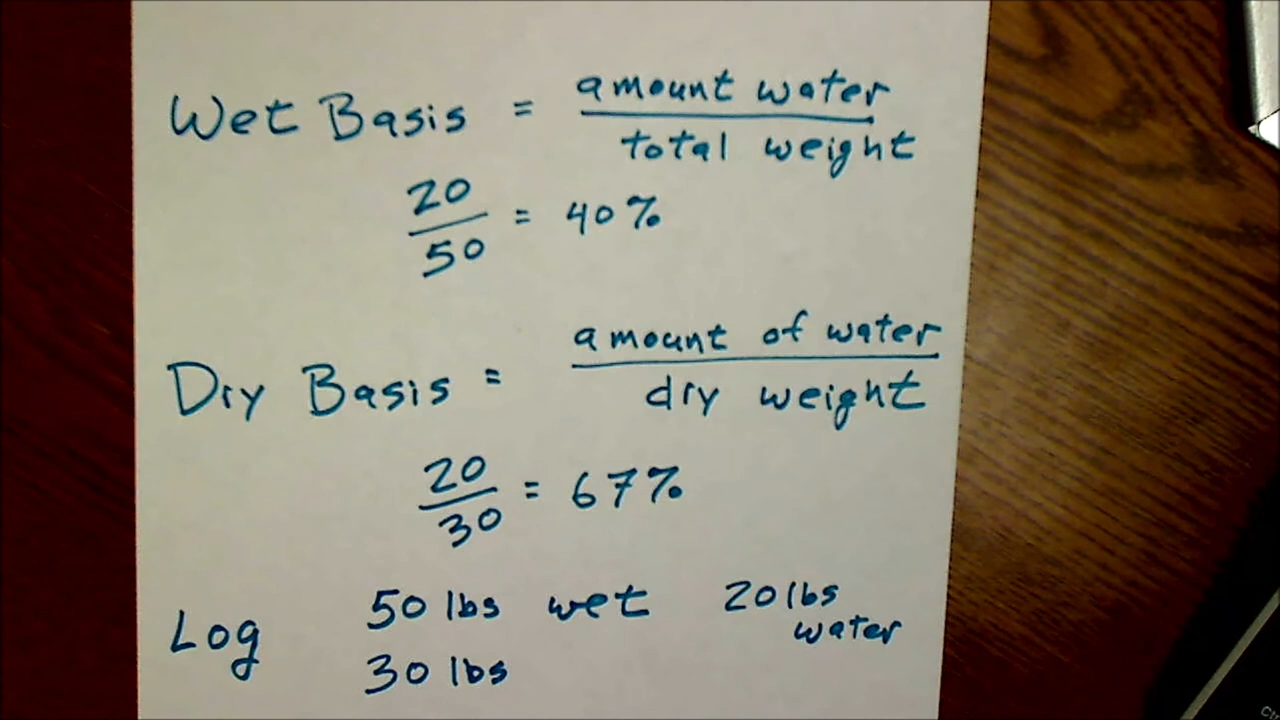 Wet Basis = amount water / total weight
20 / 50 = 40%
Dry Basis = amount of water / dry weight
20 / 30 = 67%
Log 50 lbs wet 20 lbs water
30 lbs